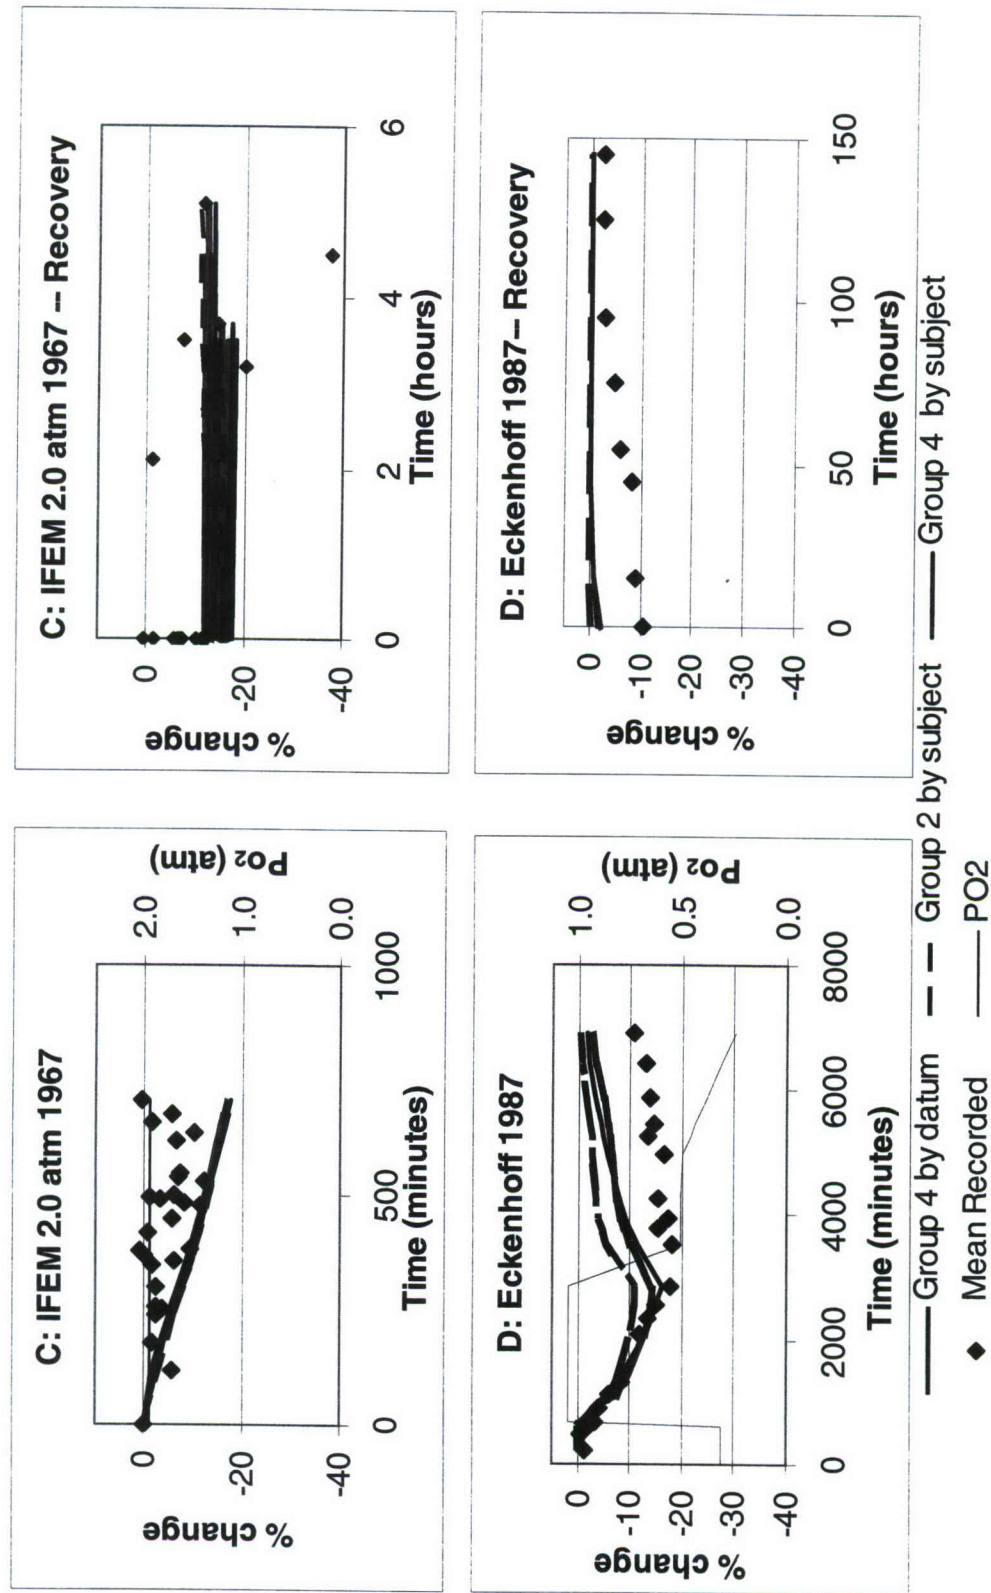 C: IFEM 2.0 atm 1967
% change
0
-20
-40
0
500
1000
Time (minutes)
2.0
1.0
0.0
PO2 (atm)
C: IFEM 2.0 atm 1967 -- Recovery
% change
0
-20
-40
0
2
4
6
Time (hours)
D: Eckenhoff 1987
% change
0
-10
-20
-30
-40
0
2000
4000
6000
8000
Time (minutes)
1.0
0.5
0.0
PO2 (atm)
D: Eckenhoff 1987-- Recovery
% change
0
-10
-20
-30
-40
0
50
100
150
Time (hours)
Group 4 by datum
Group 2 by subject
Group 4 by subject
Mean Recorded
PO2